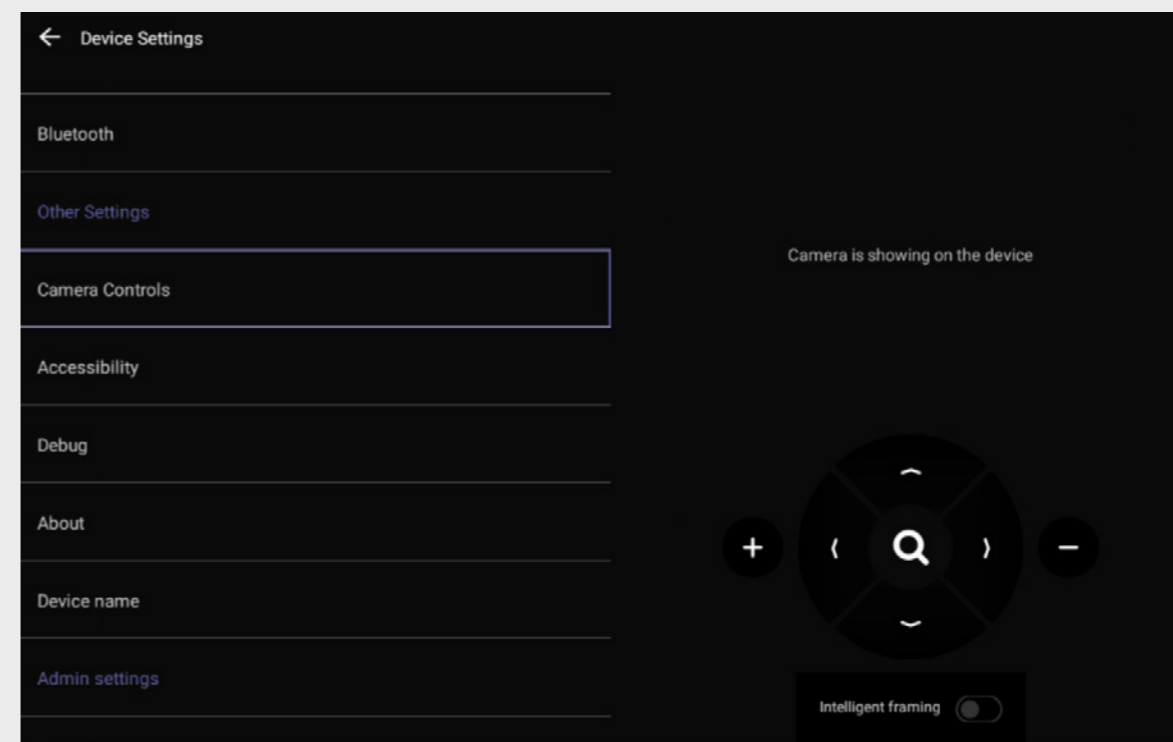 Device Settings
Bluetooth
Other Settings
Camera Controls
Accessibility
Debug
About
Device name
Admin settings
Camera is showing on the device
Intelligent framing